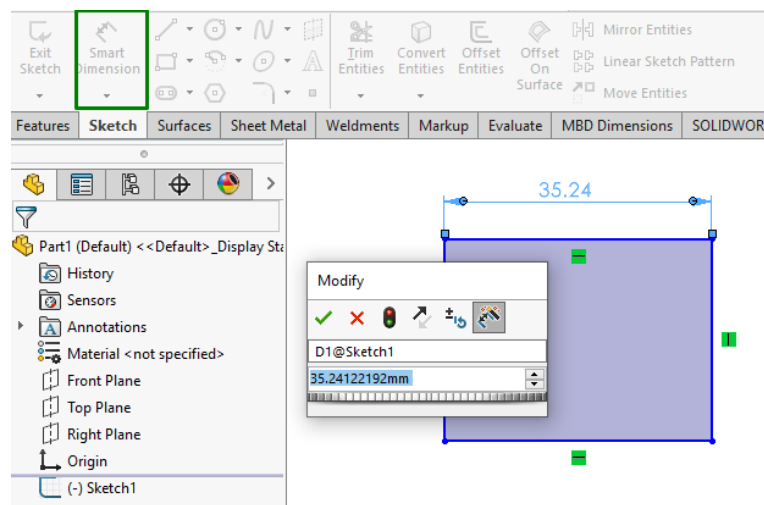 Exit Sketch
Smart Dimension
Trim Entities
Convert Entities
Offset Entities
Offset On Surface
Mirror Entities
Linear Sketch Pattern
Move Entities
Features Sketch Surfaces Sheet Metal Weldments Markup Evaluate MBD Dimensions SOLIDWOR
Part1 (Default) <<Default>_Display Sta
History
Sensors
Annotations
Material <not specified>
Front Plane
Top Plane
Right Plane
Origin
(-) Sketch1
35.24
Modify
D1@Sketch1
35.24122192mm